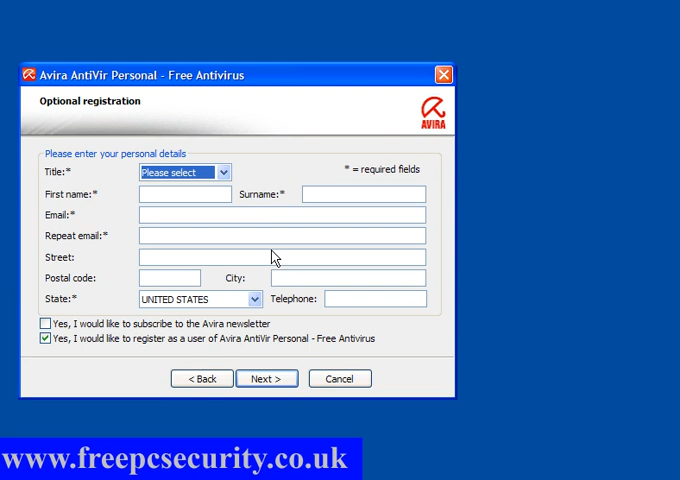 Avira AntiVir Personal - Free Antivirus
Optional registration
AVIRA
Please enter your personal details
Title:* Please select * = required fields
First name:* Surname:*
Email:*
Repeat email:*
Street:
Postal code: City:
State:* UNITED STATES Telephone:
Yes, I would like to subscribe to the Avira newsletter
Yes, I would like to register as a user of Avira AntiVir Personal - Free Antivirus
< Back Next > Cancel
www.freepcsecurity.co.uk